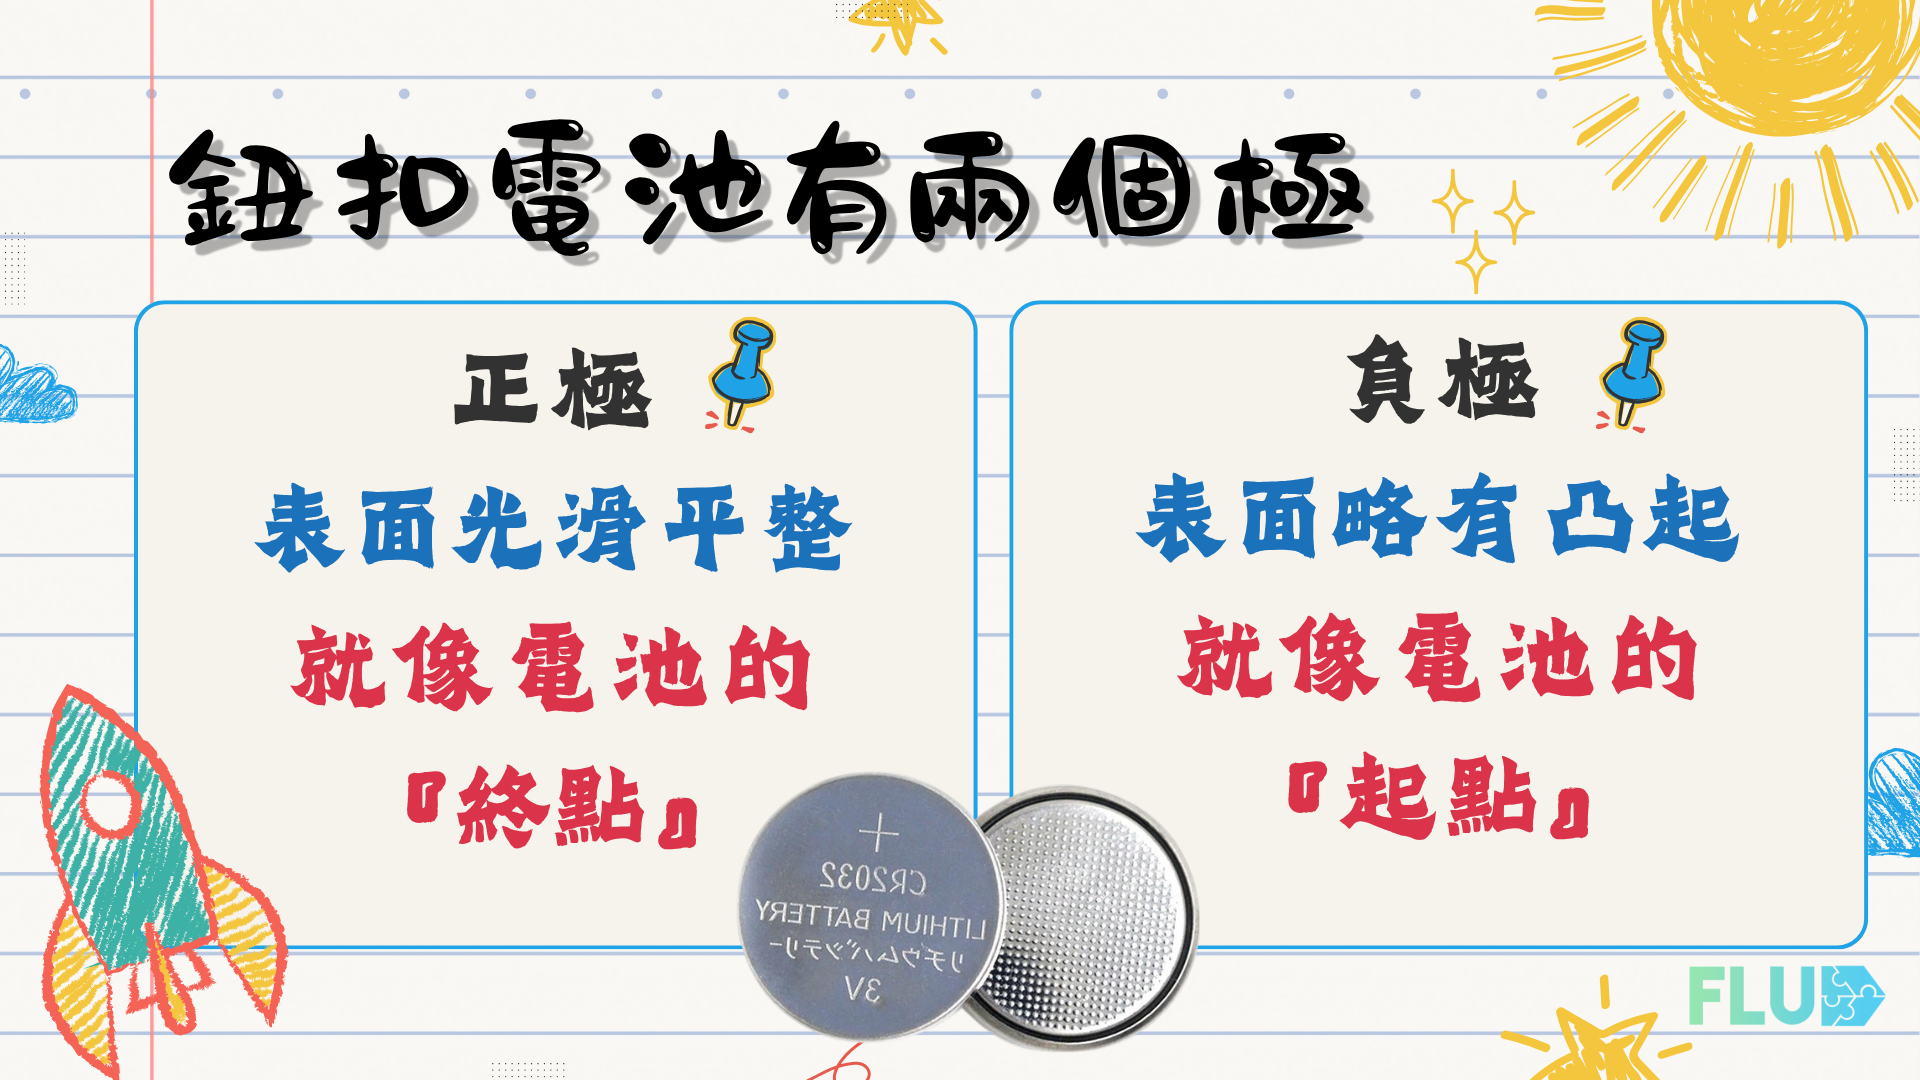 鈕扣電池有兩個極
正極
表面光滑平整
就像電池的
『終點』
負極
表面略有凸起
就像電池的
『起點』
+
CR2032
LITHIUM BATTERY
リチウムバッテリー
3V
FLUX